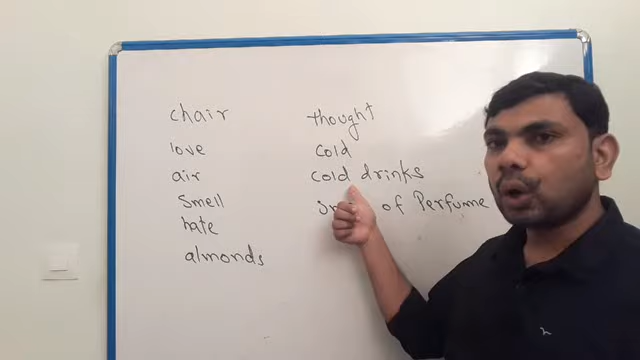 chair
love
air
smell
hate
almonds
thought
cold
cold drinks
of Perfume